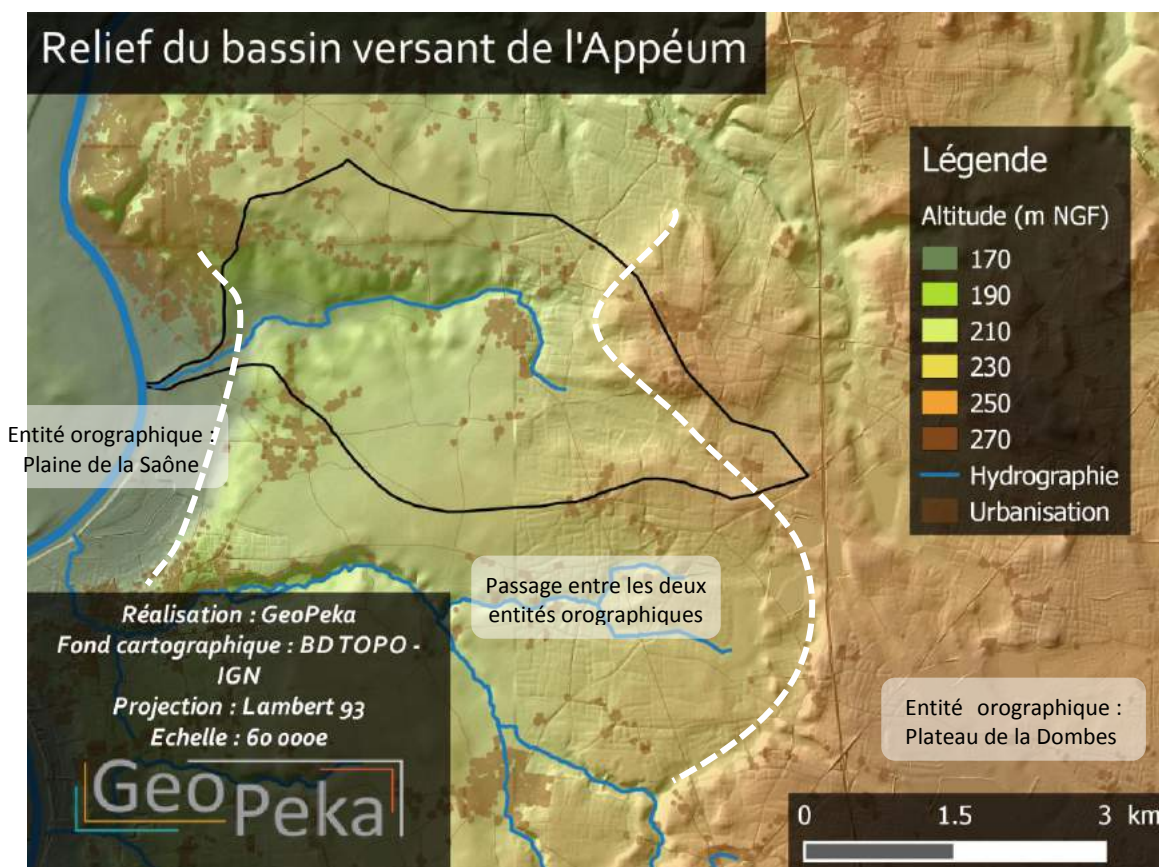 Relief du bassin versant de l'Appéum
Légende
Altitude (m NGF)
170
190
210
230
250
270
Hydrographie
Urbanisation
Entité orographique :
Plaine de la Saône
Passage entre les deux
entités orographiques
Réalisation : GeoPeka
Fond cartographique : BD TOPO -
IGN
Projection : Lambert 93
Echelle : 60 000e
GeoPeka
Entité orographique :
Plateau de la Dombes
0 1.5 3 km